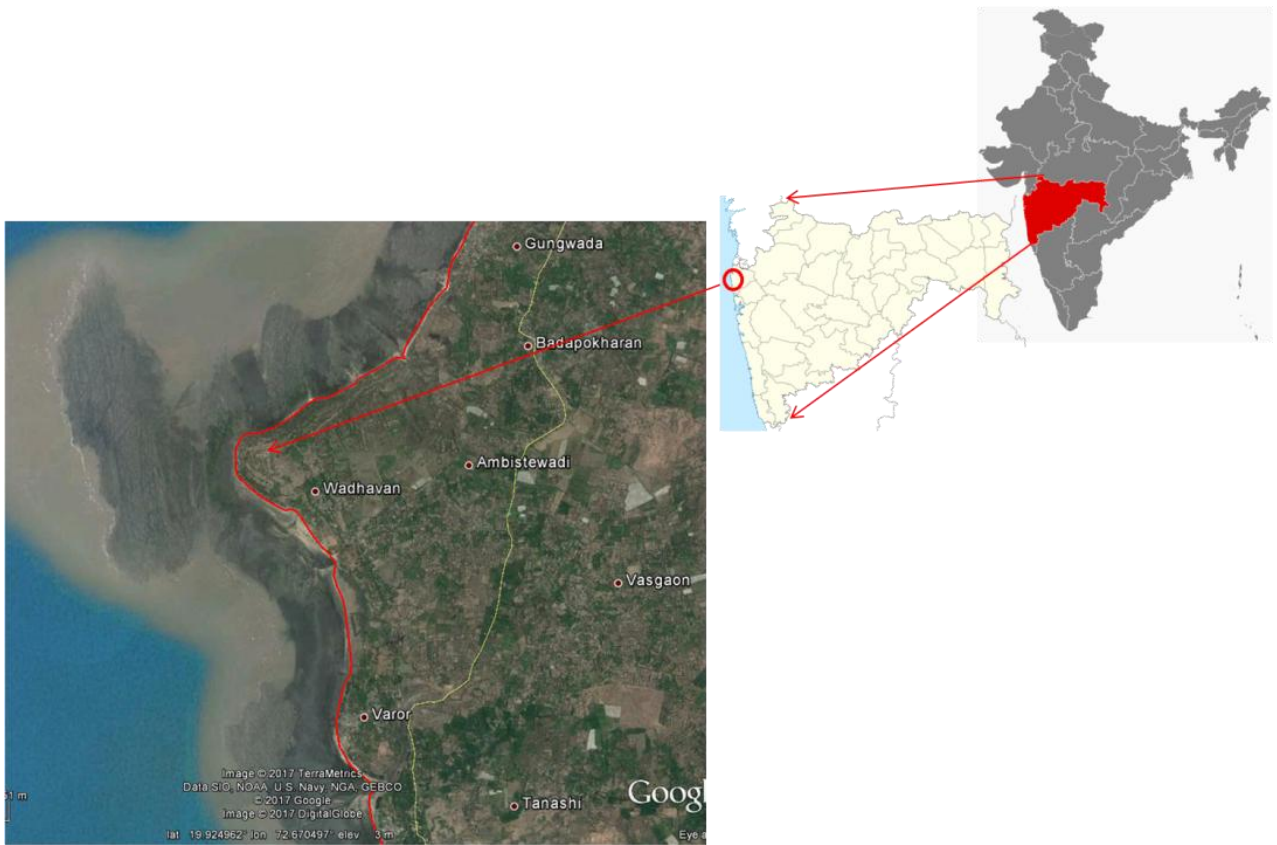 Gungwada
Badapokharan
Ambistewadi
Wadhavan
Vasgaon
Varor
Image © 2017 TerraMetrics
Data SIO, NOAA, U.S. Navy, NGA, GEBCO
© 2017 Google
Image © 2017 DigitalGlobe
Tanashi
lat 19.924962° lon 72.670497° elev 3 m